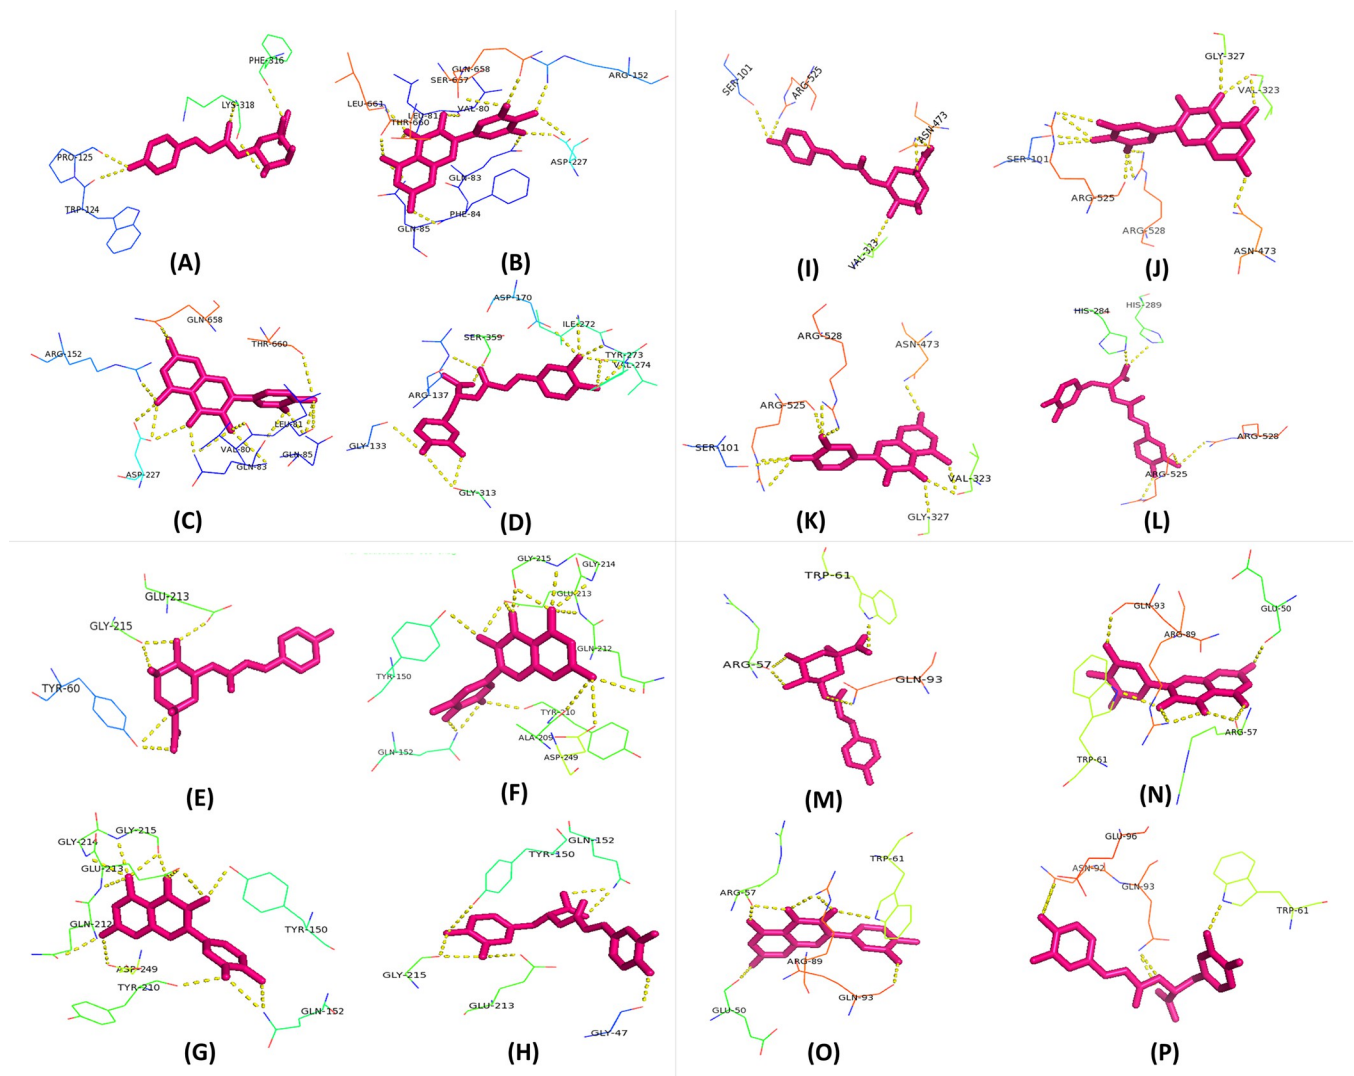 PHE-316
LYS-318
PRO-125
TRP-124
(A)
GLN-658
SER-657
ARG-152
LEU-661
VAL-80
LEU-81
THR-660
ASP-227
GLN-83
PHE-84
GLN-85
(B)
SER-101
ARG-525
ASN-473
VAL-323
(I)
GLY-327
VAL-323
SER-101
ARG-525
ARG-528
ASN-473
(J)
GLN-658
ARG-152
THR-660
LEU-81
VAL-80
GLN-85
GLN-83
ASP-227
(C)
ASP-170
ILE-272
SER-359
TYR-273
VAL-274
ARG-137
GLY-133
GLY-313
(D)
ARG-528
ASN-473
ARG-525
SER-101
VAL-323
GLY-327
(K)
HIS-289
HIS-284
ARG-528
ARG-525
(L)
GLU-213
GLY-215
TYR-60
(E)
GLY-215
GLY-214
GLU-213
GLN-212
TYR-150
TYR-210
ALA-209
GLN-152
ASP-249
(F)
TRP-61
ARG-57
GLN-93
(M)
GLN-93
GLU-50
ARG-89
ARG-57
TRP-61
(N)
GLY-215
GLY-214
GLU-213
GLN-212
TYR-150
ASP-249
TYR-210
GLN-152
(G)
GLN-152
TYR-150
GLY-215
GLU-213
GLY-47
(H)
TRP-61
ARG-57
ARG-89
GLN-93
GLU-50
(O)
GLU-96
ASN-92
GLN-93
TRP-61
(P)